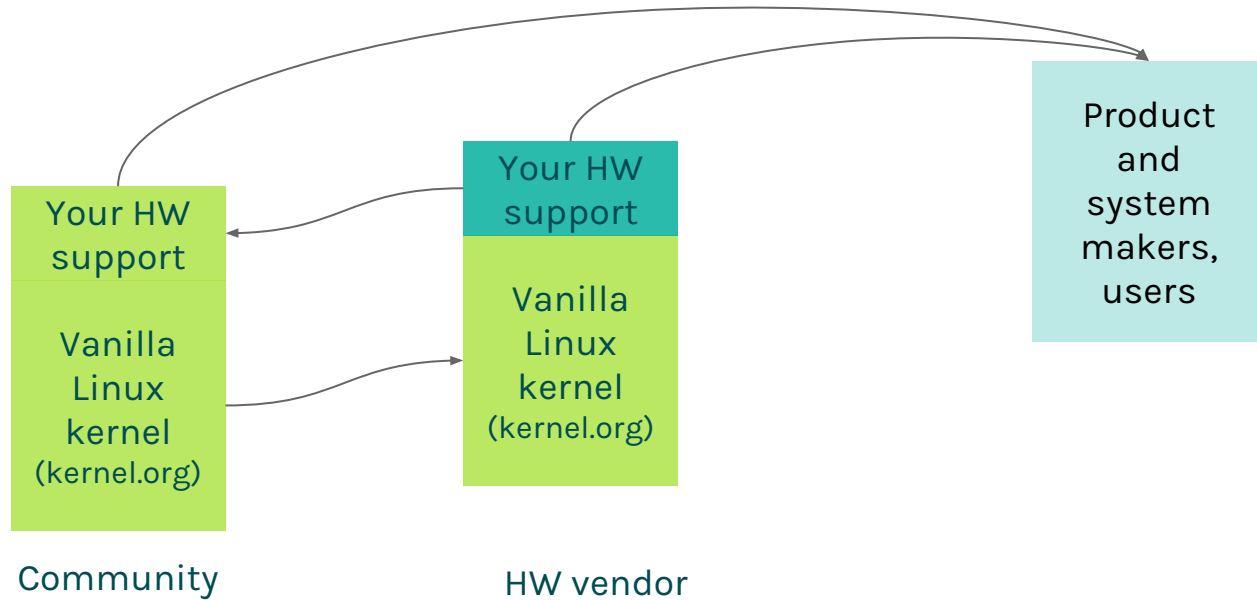 Your HW
support
Vanilla
Linux
kernel
(kernel.org)
Community
Your HW
support
Vanilla
Linux
kernel
(kernel.org)
HW vendor
Product
and
system
makers,
users